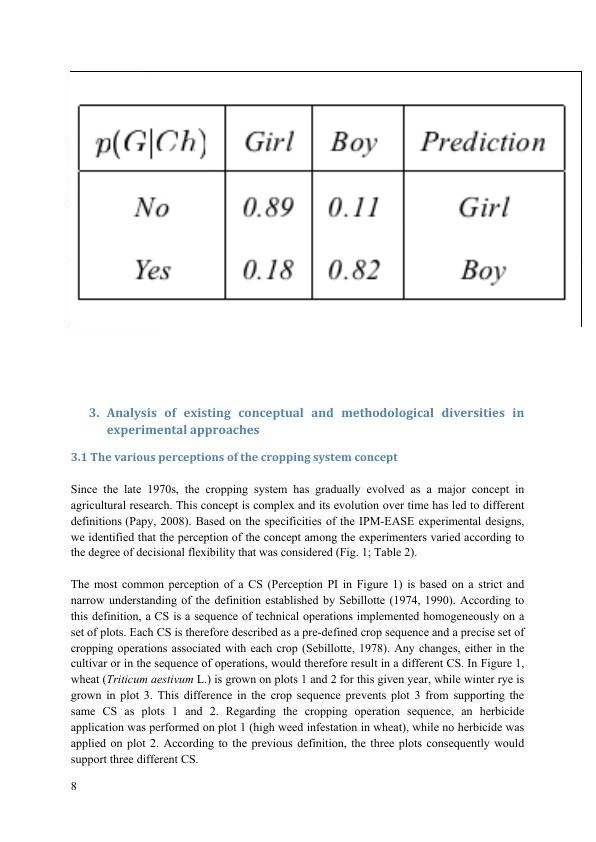 p(G|Ch) Girl Boy Prediction
No 0.89 0.11 Girl
Yes 0.18 0.82 Boy
3. Analysis of existing conceptual and methodological diversities in
experimental approaches
3.1 The various perceptions of the cropping system concept
Since the late 1970s, the cropping system has gradually evolved as a major concept in
agricultural research. This concept is complex and its evolution over time has led to different
definitions (Papy, 2008). Based on the specificities of the IPM-EASE experimental designs,
we identified that the perception of the concept among the experimenters varied according to
the degree of decisional flexibility that was considered (Fig. 1; Table 2).
The most common perception of a CS (Perception PI in Figure 1) is based on a strict and
narrow understanding of the definition established by Sebillotte (1974, 1990). According to
this definition, a CS is a sequence of technical operations implemented homogeneously on a
set of plots. Each CS is therefore described as a pre-defined crop sequence and a precise set of
cropping operations associated with each crop (Sebillotte, 1978). Any changes, either in the
cultivar or in the sequence of operations, would therefore result in a different CS. In Figure 1,
wheat (Triticum aestivum L.) is grown on plots 1 and 2 for this given year, while winter rye is
grown in plot 3. This difference in the crop sequence prevents plot 3 from supporting the
same CS as plots 1 and 2. Regarding the cropping operation sequence, an herbicide
application was performed on plot 1 (high weed infestation in wheat), while no herbicide was
applied on plot 2. According to the previous definition, the three plots consequently would
support three different CS.
8